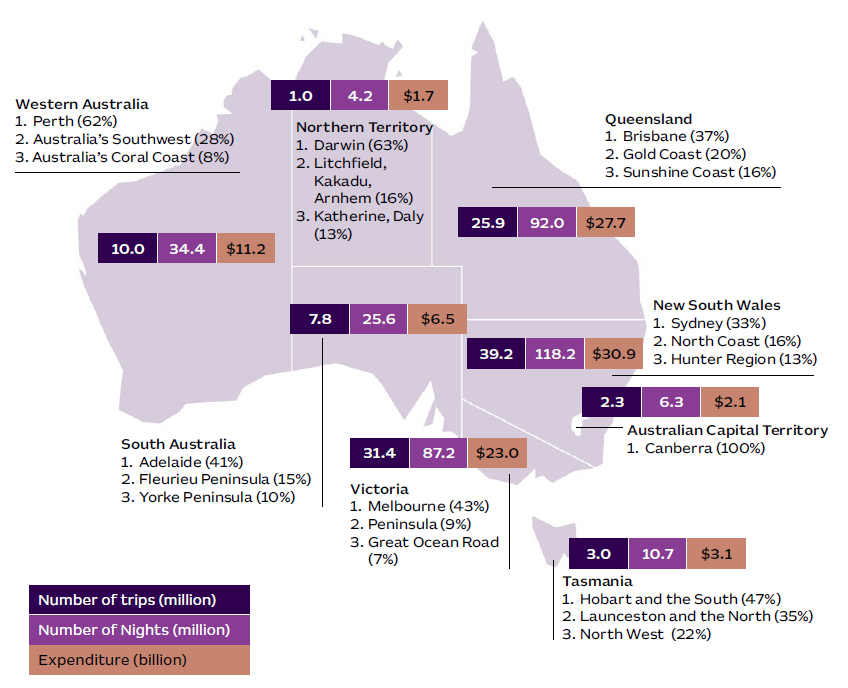 1.0 4.2 $1.7
Western Australia
1. Perth (62%)
2. Australia's Southwest (28%)
3. Australia's Coral Coast (8%)
Northern Territory
1. Darwin (63%)
2. Litchfield,
Kakadu,
Arnhem (16%)
3. Katherine, Daly
(13%)
Queensland
1. Brisbane (37%)
2. Gold Coast (20%)
3. Sunshine Coast (16%)
25.9 92.0 $27.7
10.0 34.4 $11.2
7.8 25.6 $6.5
New South Wales
1. Sydney (33%)
2. North Coast (16%)
3. Hunter Region (13%)
39.2 118.2 $30.9
2.3 6.3 $2.1
Australian Capital Territory
1. Canberra (100%)
South Australia
1. Adelaide (41%)
2. Fleurieu Peninsula (15%)
3. Yorke Peninsula (10%)
31.4 87.2 $23.0
Victoria
1. Melbourne (43%)
2. Peninsula (9%)
3. Great Ocean Road
(7%)
3.0 10.7 $3.1
Tasmania
1. Hobart and the South (47%)
2. Launceston and the North (35%)
3. North West (22%)
Number of trips (million)
Number of Nights (million)
Expenditure (billion)